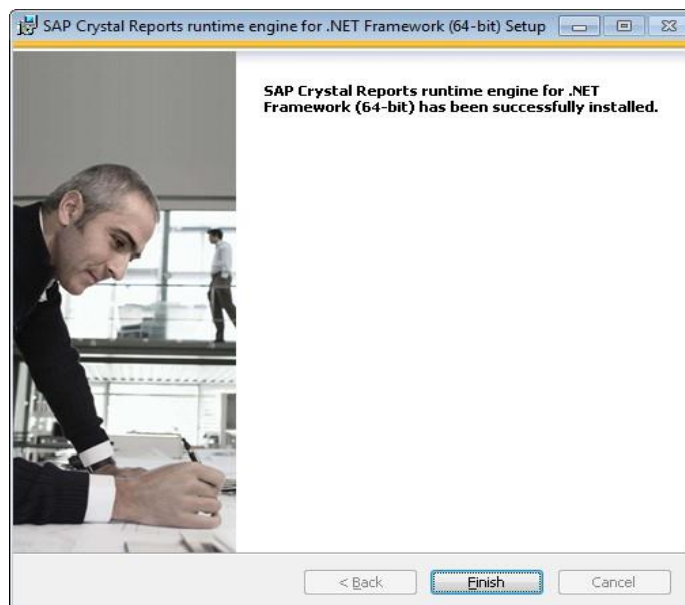 SAP Crystal Reports runtime engine for .NET Framework (64-bit) Setup
SAP Crystal Reports runtime engine for .NET
Framework (64-bit) has been successfully installed.
< Back
Finish
Cancel